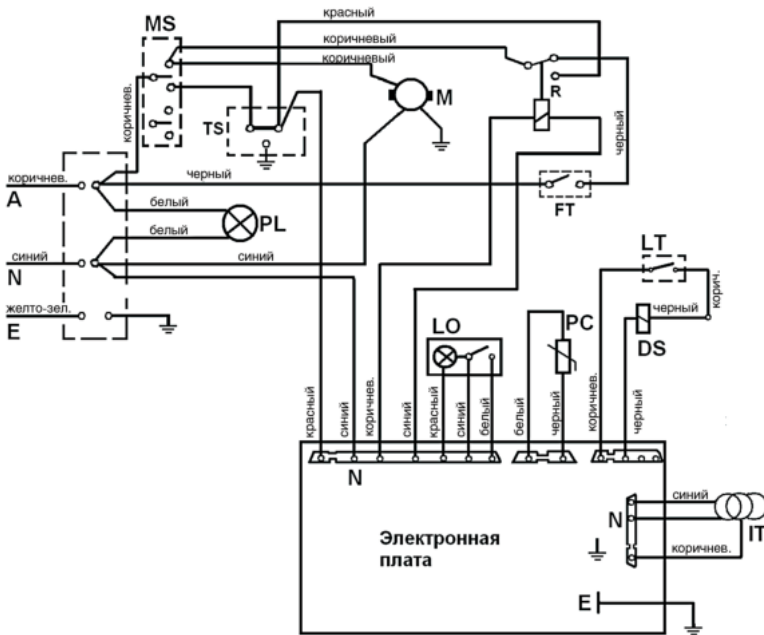 красный
MS
коричневый
коричневый
коричнев.
TS
M
R
черный
коричнев.
A
черный
FT
белый
белый
PL
синий
N
синий
желто-зел.
E
LT
корич.
черный
DS
LO
PC
красный
синий
коричнев.
синий
красный
синий
белый
белый
черный
коричнев.
черный
N
Электронная
плата
синий
N
IT
коричнев.
E